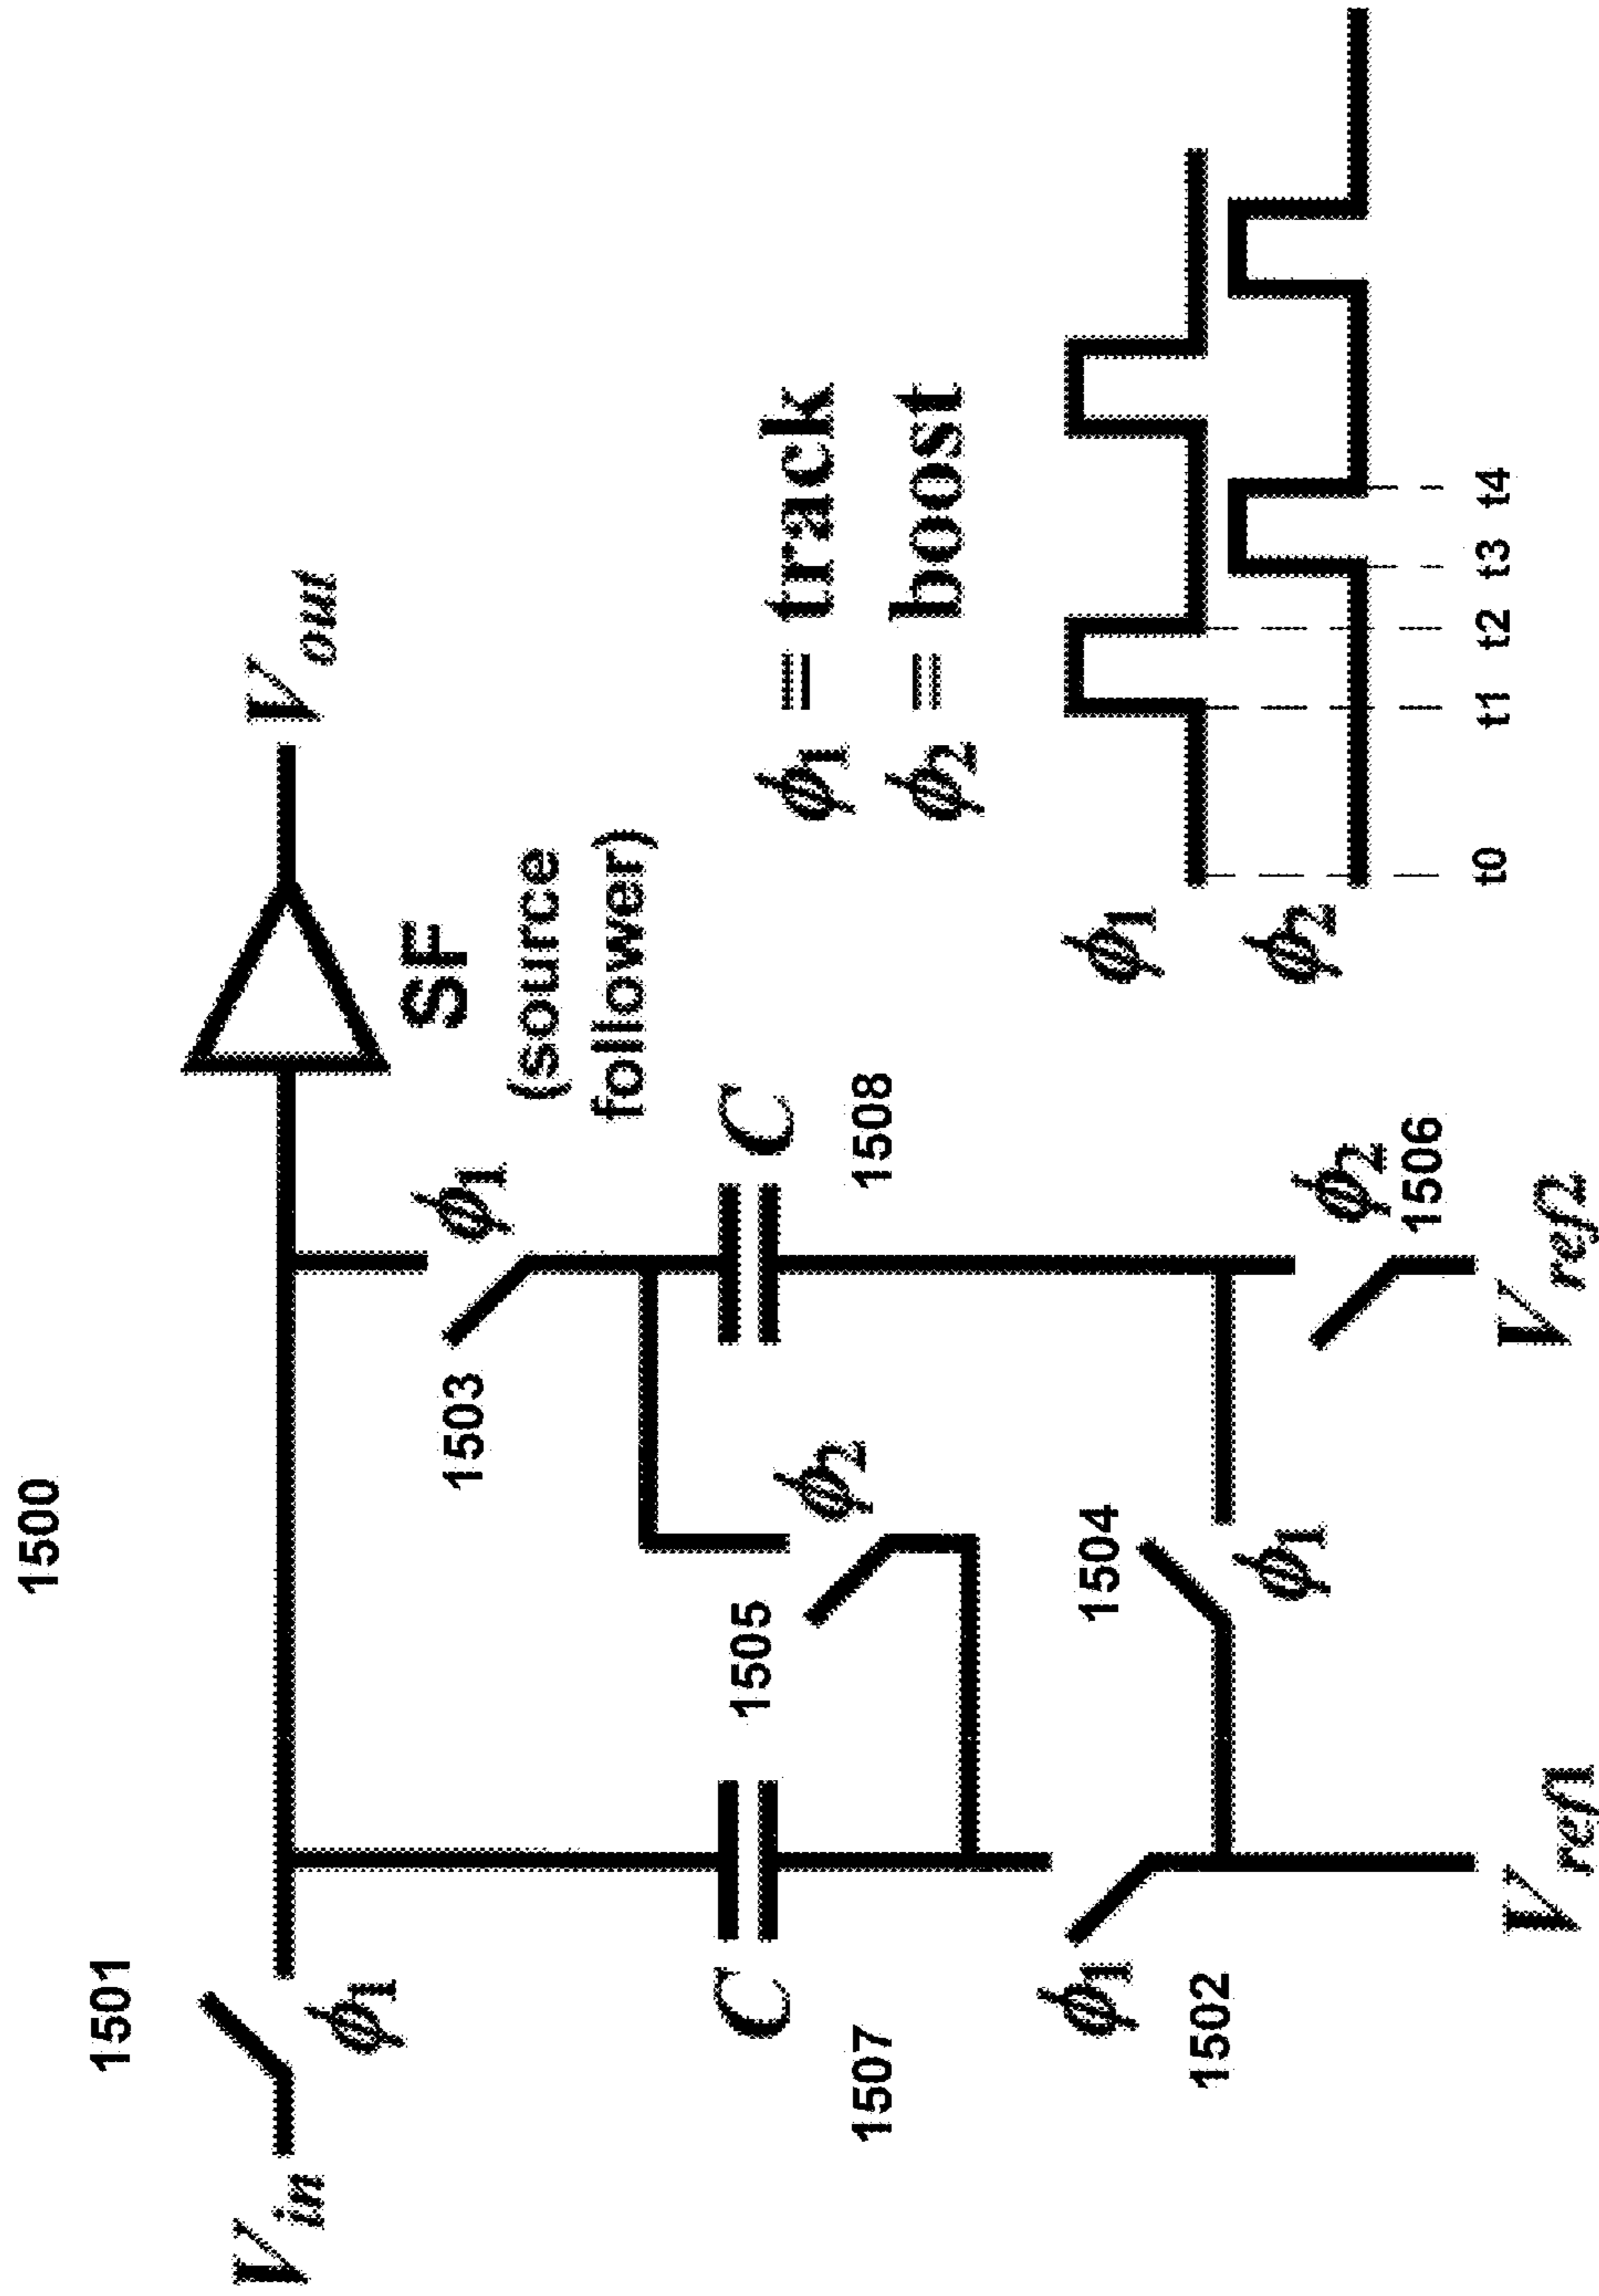 1500
1501
V_in
ϕ1
V_out
SF
(source
follower)
1503
ϕ1
C
1507
1505
ϕ2
C
1508
ϕ1
1502
1504
ϕ1
ϕ2
1506
V_ref1
V_ref2
ϕ1 = track
ϕ2 = boost
ϕ1
ϕ2
t0 t1 t2 t3 t4